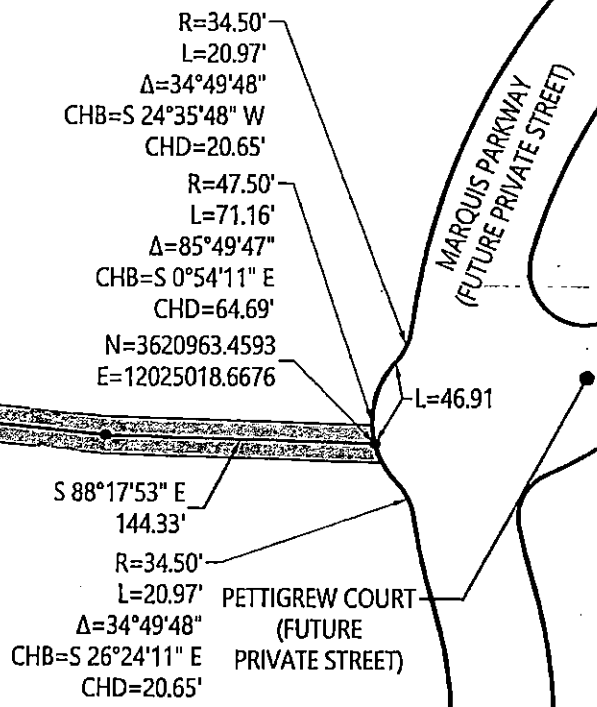 R=34.50'
L=20.97'
Δ=34°49'48"
CHB=S 24°35'48" W
CHD=20.65'
MARQUIS PARKWAY
(FUTURE PRIVATE STREET)
R=47.50'
L=71.16'
Δ=85°49'47"
CHB=S 0°54'11" E
CHD=64.69'
N=3620963.4593
E=12025018.6676
L=46.91
S 88°17'53" E
144.33'
R=34.50'
L=20.97'
Δ=34°49'48"
CHB=S 26°24'11" E
CHD=20.65'
PETTIGREW COURT
(FUTURE
PRIVATE STREET)